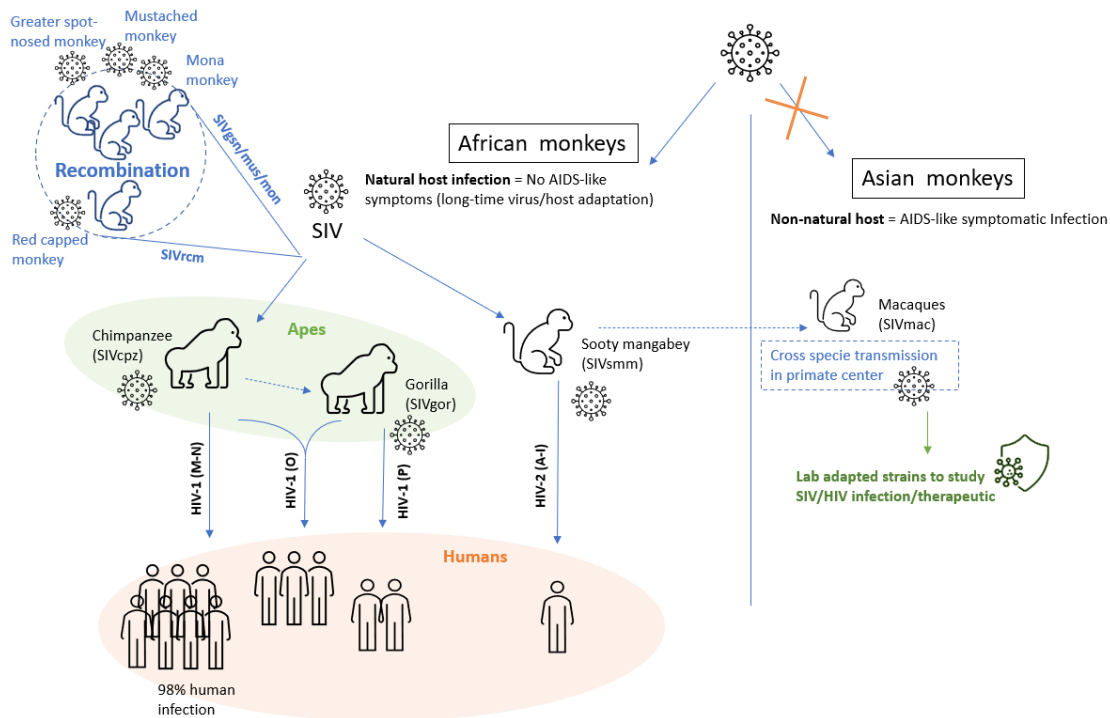 Greater spot-
nosed monkey
Mustached
monkey
Mona
monkey
Recombination
Red capped
monkey
SIVgsn/mus/mon
SIVrcm
SIV
African monkeys
Natural host infection = No AIDS-like
symptoms (long-time virus/host adaptation)
Asian monkeys
Non-natural host = AIDS-like symptomatic Infection
Apes
Chimpanzee
(SIVcpz)
Gorilla
(SIVgor)
Sooty mangabey
(SIVsmm)
Macaques
(SIVmac)
Cross specie transmission
in primate center
Lab adapted strains to study
SIV/HIV infection/therapeutic
HIV-1 (M-N)
HIV-1 (O)
HIV-1 (P)
HIV-2 (A-I)
Humans
98% human
infection